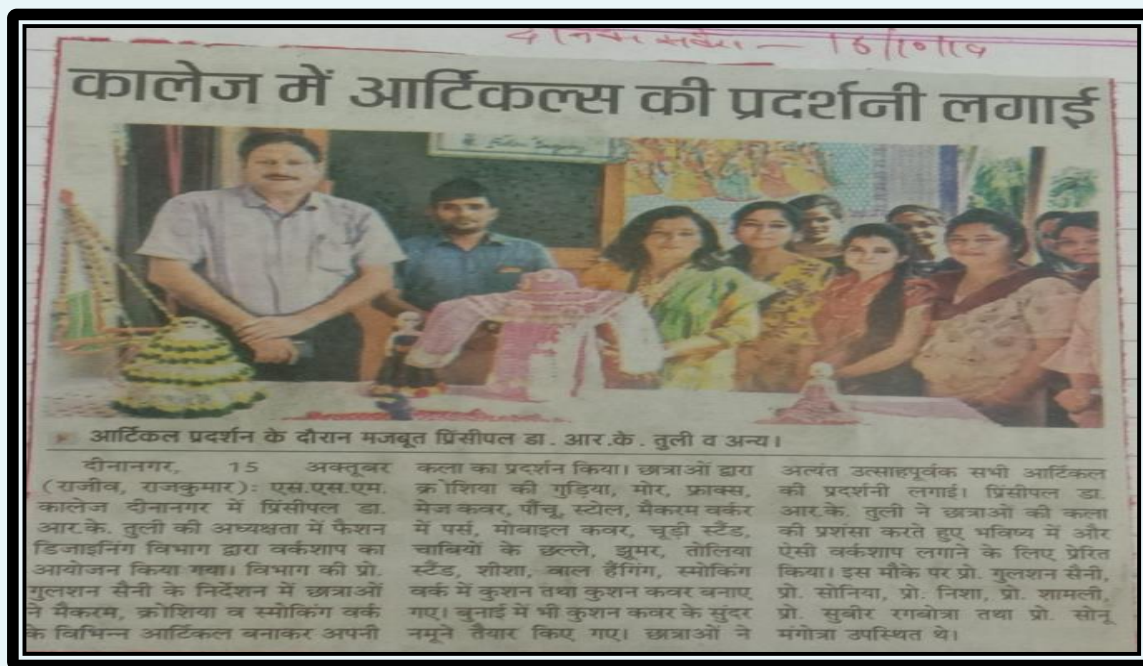 16/10/19
कालेज में आर्टिकल्स की प्रदर्शनी लगाई
आर्टिकल प्रदर्शन के दौरान मजबूत प्रिंसीपल डा. आर.के. तुली व अन्य।
दीनानगर, 15 अक्तूबर
(राजीव, राजकुमार): एस.एस.एम.
कालेज दीनानगर में प्रिंसीपल डा.
आर.के. तुली की अध्यक्षता में फैशन
डिजाइनिंग विभाग द्वारा वर्कशाप का
आयोजन किया गया। विभाग की प्रो.
गुलशन सैनी के निर्देशन में छात्राओं
ने मैकरम, क्रोशिया व स्मोकिंग वर्क
के विभिन्न आर्टिकल बनाकर अपनी
कला का प्रदर्शन किया। छात्राओं द्वारा
क्रोशिया की गुड़िया, मोर, फ्राक्स,
मेज कवर, पौंचू, स्टोल, मैकरम वर्कर
में पर्स, मोबाइल कवर, चूड़ी स्टैंड,
चाबियों के छल्ले, झूमर, तोलिया
स्टैंड, शीशा, वाल हैंगिंग, स्मोकिंग
वर्क में कुशन तथा कुशन कवर बनाए
गए। बुनाई में भी कुशन कवर के सुंदर
नमूने तैयार किए गए। छात्राओं ने
अत्यंत उत्साहपूर्वक सभी आर्टिकल
की प्रदर्शनी लगाई। प्रिंसीपल डा.
आर.के. तुली ने छात्राओं की कला
की प्रशंसा करते हुए भविष्य में और
ऐसी वर्कशाप लगाने के लिए प्रेरित
किया। इस मौके पर प्रो. गुलशन सैनी,
प्रो. सोनिया, प्रो. निशा, प्रो. शामली,
प्रो. सुबीर रगबोत्रा तथा प्रो. सोनू
मंगोत्रा उपस्थित थे।